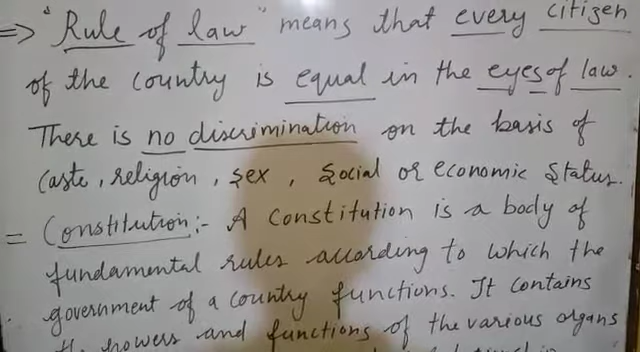 ⇒ "Rule of law" means that every citizen
of the country is equal in the eyes of law.
There is no discrimination on the basis of
Caste, religion, sex, social or economic status.
= Constitution:- A constitution is a body of
fundamental rules according to which the
government of a country functions. It contains
the powers and functions of the various organs